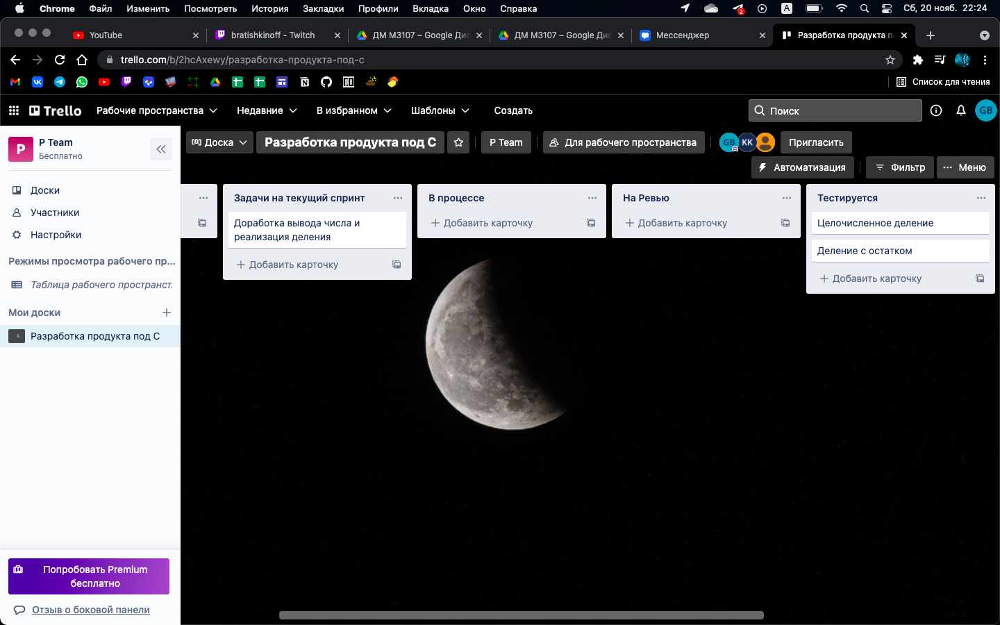 Chrome Файл Изменить Посмотреть История Закладки Профили Вкладка Окно Справка 2 A Сб, 20 нояб. 22:24
YouTube bratishkinoff - Twitch ДМ M3107 – Google Дис ДМ M3107 – Google Дис Мессенджер Разработка продукта п
trello.com/b/2hcAxewy/разработка-продукта-под-с
Список для чтения
Trello Рабочие пространства Недавние В избранном Шаблоны Создать Поиск GB
P P Team
Бесплатно
Доски
Участники
Настройки
Режимы просмотра рабочего пр...
Таблица рабочего пространст
Мои доски
Разработка продукта под С
Попробовать Premium
бесплатно
Отзыв о боковой панели
Доска Разработка продукта под С P Team Для рабочего пространства GB KK Пригласить
Автоматизация Фильтр Меню
Задачи на текущий спринт
Доработка вывода числа и
реализация деления
Добавить карточку
В процессе
Добавить карточку
На Ревью
Добавить карточку
Тестируется
Целочисленное деление
Деление с остатком
Добавить карточку